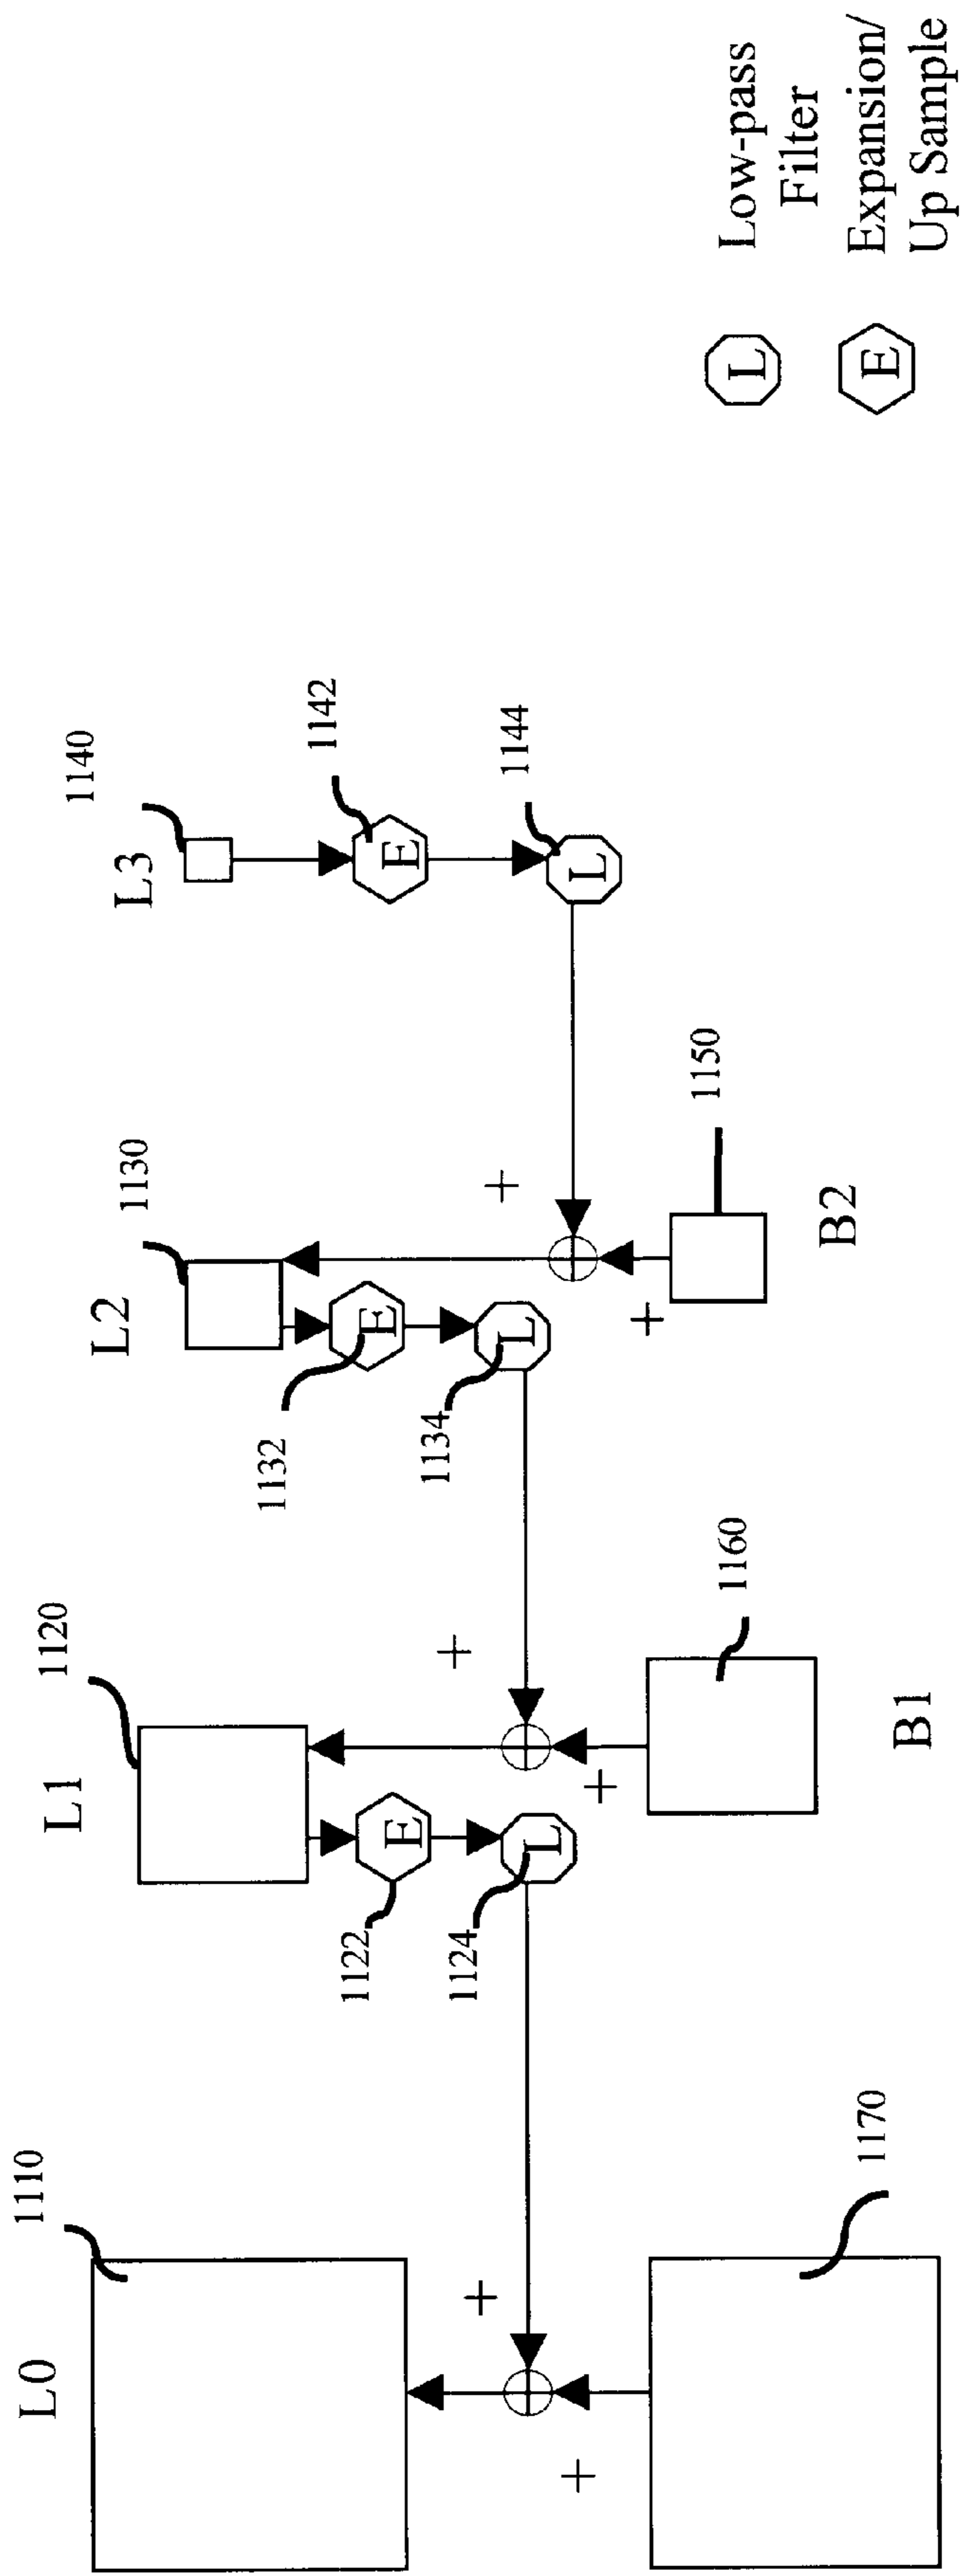 L0
1110
L1
1120
L2
1130
L3
1140
1122
E
1132
E
E
1142
1124
L
1134
L
L
1144
+
+
+
+
+
+
1170
1160
B1
1150
B2
L
Low-pass
Filter
E
Expansion/
Up Sample